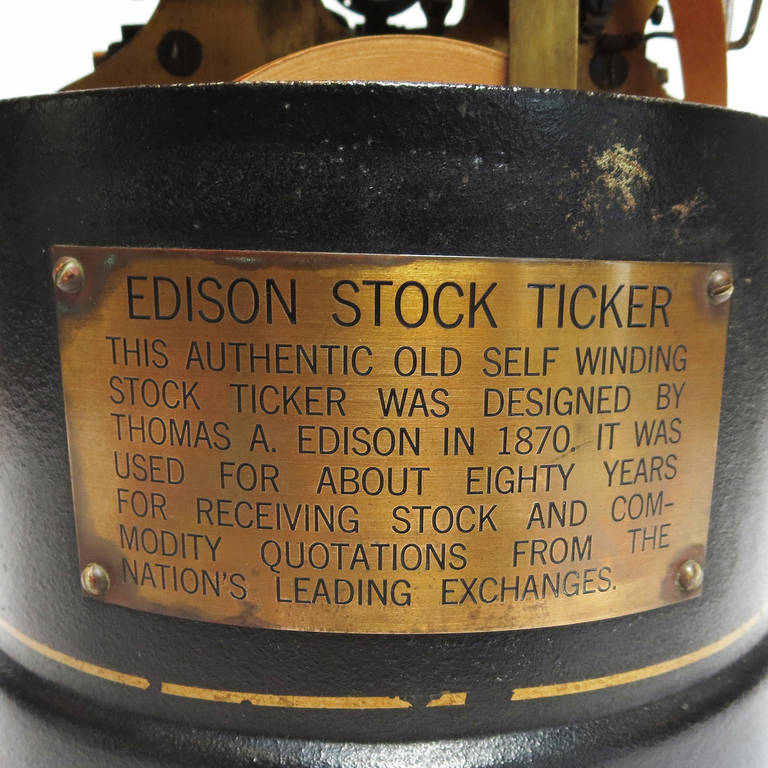 EDISON STOCK TICKER
THIS AUTHENTIC OLD SELF WINDING
STOCK TICKER WAS DESIGNED BY
THOMAS A. EDISON IN 1870. IT WAS
USED FOR ABOUT EIGHTY YEARS
FOR RECEIVING STOCK AND COM-
MODITY QUOTATIONS FROM THE
NATION'S LEADING EXCHANGES.